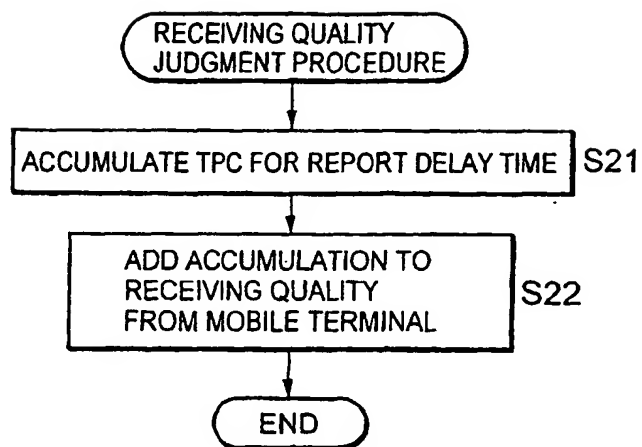 RECEIVING QUALITY
JUDGMENT PROCEDURE
ACCUMULATE TPC FOR REPORT DELAY TIME
S21
ADD ACCUMULATION TO
RECEIVING QUALITY
FROM MOBILE TERMINAL
S22
END